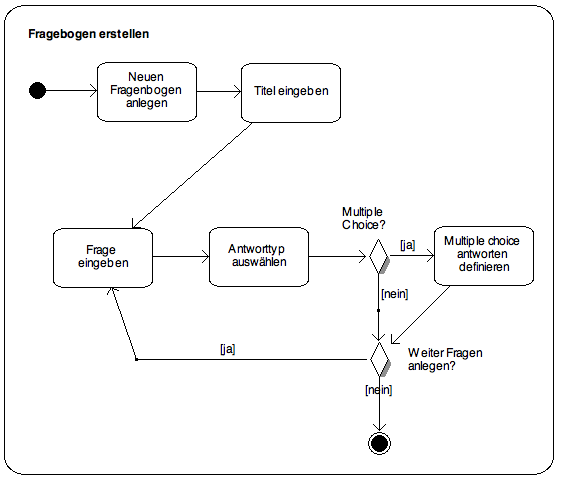 Fragebogen erstellen
Neuen
Fragenbogen
anlegen
Titel eingeben
Frage
eingeben
Antworttyp
auswählen
Multiple
Choice?
[ja]
Multiple choice
antworten
definieren
[nein]
[ja]
Weiter Fragen
anlegen?
[nein]